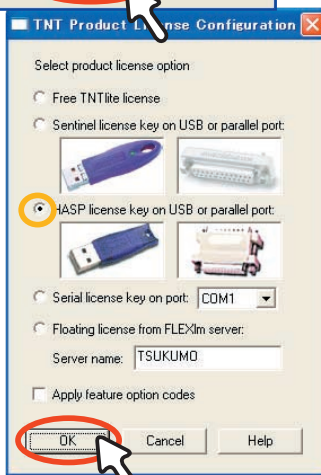 TNT Product License Configuration
Select product license option
Free TNTlite license
Sentinel license key on USB or parallel port:
HASP license key on USB or parallel port:
Serial license key on port: COM1
Floating license from FLEXlm server:
Server name: TSUKUMO
Apply feature option codes
OK Cancel Help